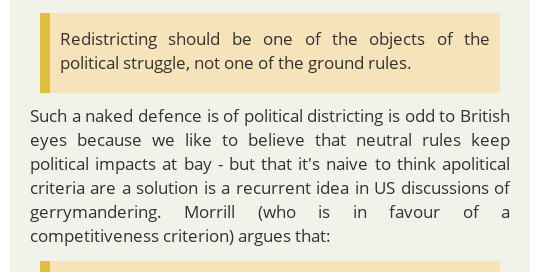 Redistricting should be one of the objects of the
political struggle, not one of the ground rules.
Such a naked defence is of political districting is odd to British
eyes because we like to believe that neutral rules keep
political impacts at bay - but that it's naive to think apolitical
criteria are a solution is a recurrent idea in US discussions of
gerrymandering. Morrill (who is in favour of a
competitiveness criterion) argues that: